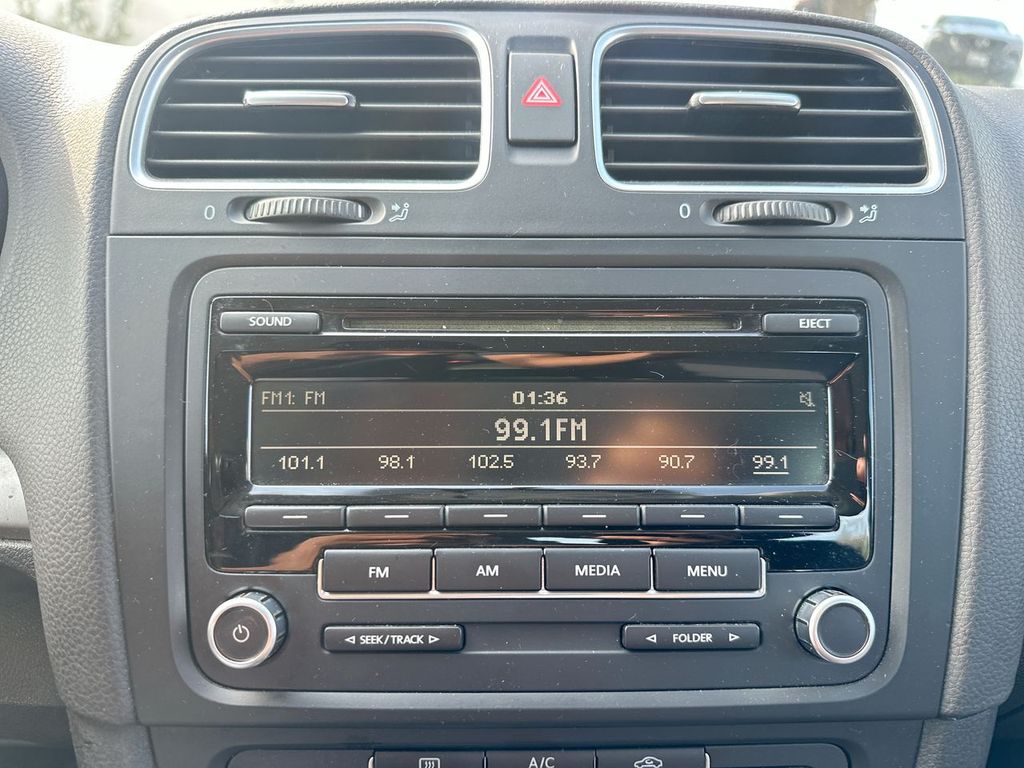 0 0
SOUND EJECT
FM1: FM 01:36
99.1FM
101.1 98.1 102.5 93.7 90.7 99.1
FM AM MEDIA MENU
SEEK/TRACK FOLDER
A/C